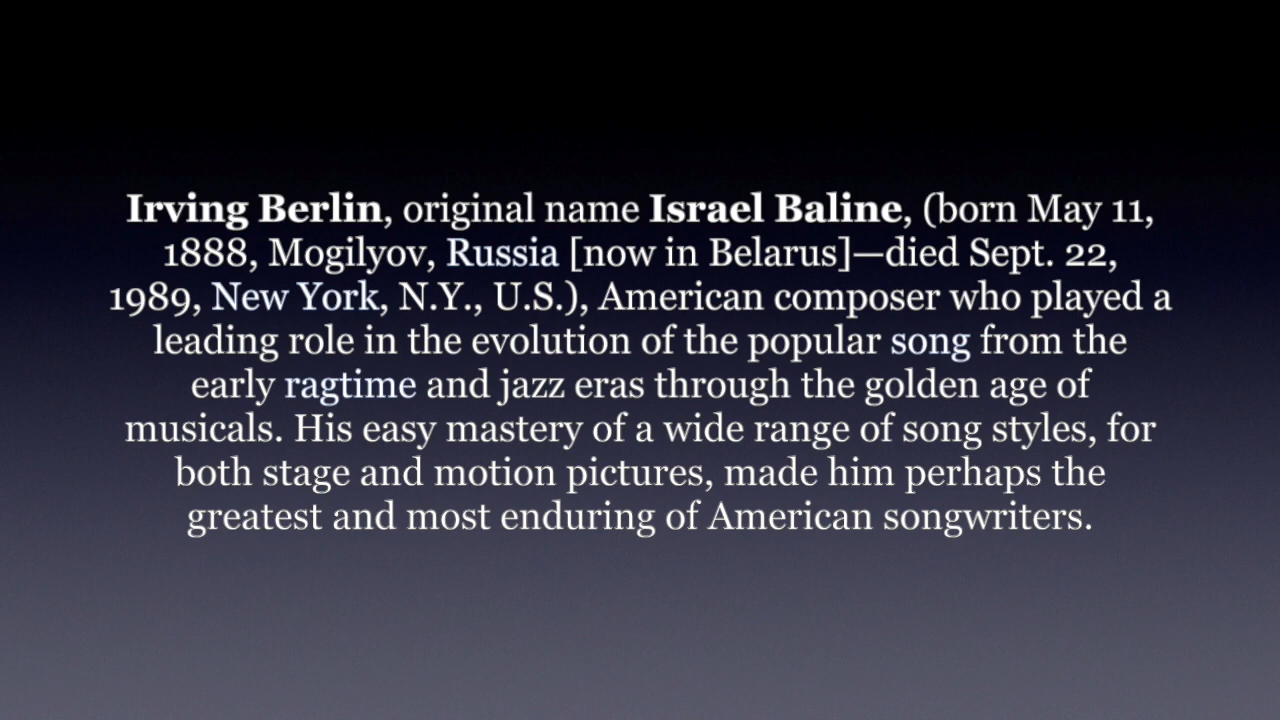 Irving Berlin, original name Israel Baline, (born May 11,
1888, Mogilyov, Russia [now in Belarus]—died Sept. 22,
1989, New York, N.Y., U.S.), American composer who played a
leading role in the evolution of the popular song from the
early ragtime and jazz eras through the golden age of
musicals. His easy mastery of a wide range of song styles, for
both stage and motion pictures, made him perhaps the
greatest and most enduring of American songwriters.